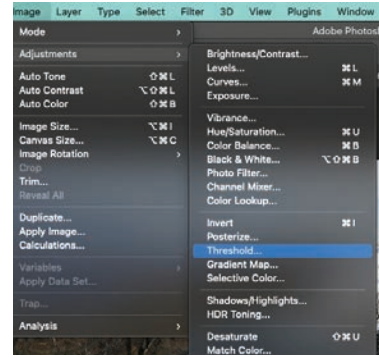 Image Layer Type Select Filter 3D View Plugins Window
Mode >
Adjustments >
Auto Tone ⇧⌘L
Auto Contrast ⌥⇧⌘L
Auto Color ⇧⌘B
Image Size... ⌥⌘I
Canvas Size... ⌥⌘C
Image Rotation >
Crop
Trim...
Reveal All
Duplicate...
Apply Image...
Calculations...
Variables >
Apply Data Set...
Trap...
Analysis >
Adobe Photosh
Brightness/Contrast...
Levels... ⌘L
Curves... ⌘M
Exposure...
Vibrance...
Hue/Saturation... ⌘U
Color Balance... ⌘B
Black & White... ⌥⇧⌘B
Photo Filter...
Channel Mixer...
Color Lookup...
Invert ⌘I
Posterize...
Threshold...
Gradient Map...
Selective Color...
Shadows/Highlights...
HDR Toning...
Desaturate ⇧⌘U
Match Color...